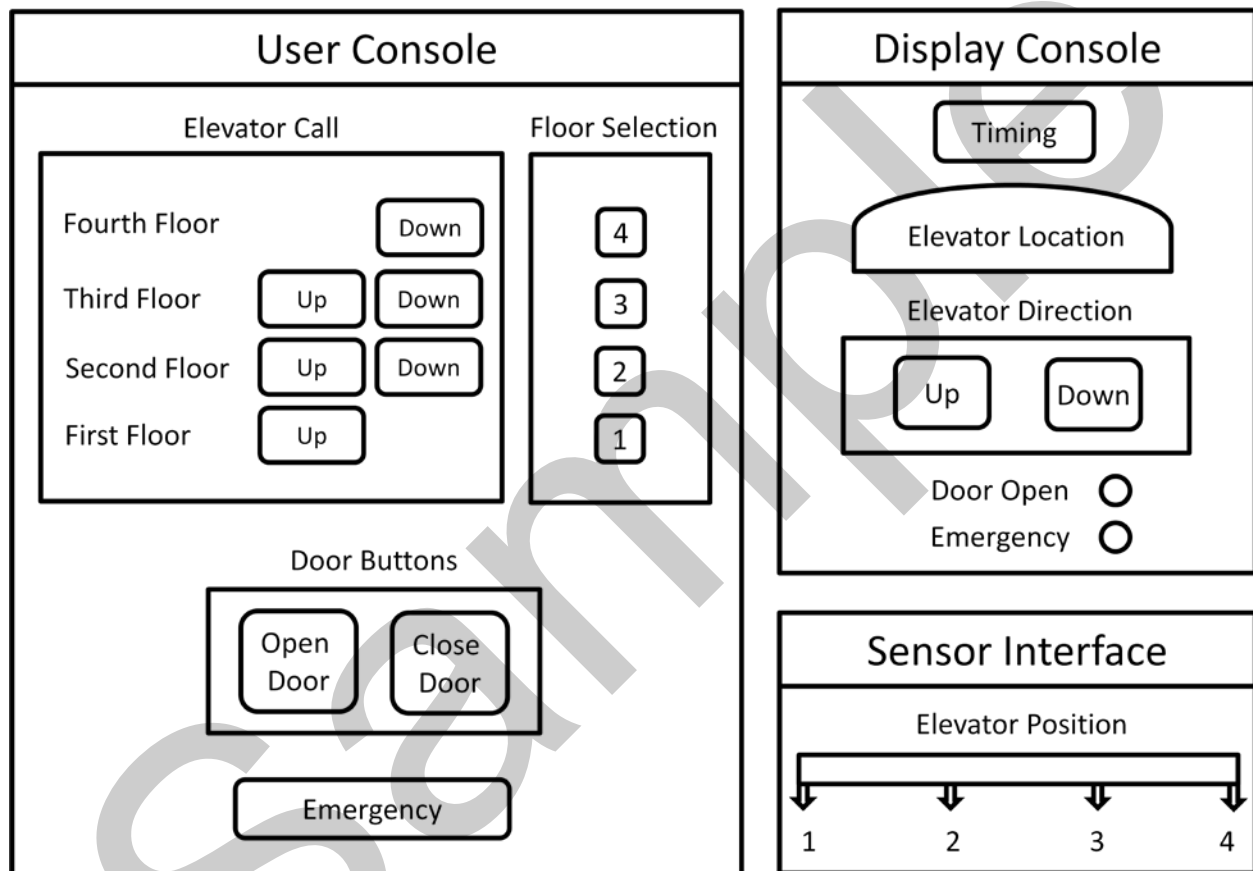 User Console
Elevator Call
Floor Selection
Fourth Floor
Down
4
Third Floor
Up
Down
3
Second Floor
Up
Down
2
First Floor
Up
1
Door Buttons
Open
Door
Close
Door
Emergency
Display Console
Timing
Elevator Location
Elevator Direction
Up
Down
Door Open
Emergency
Sensor Interface
Elevator Position
1
2
3
4
Sample